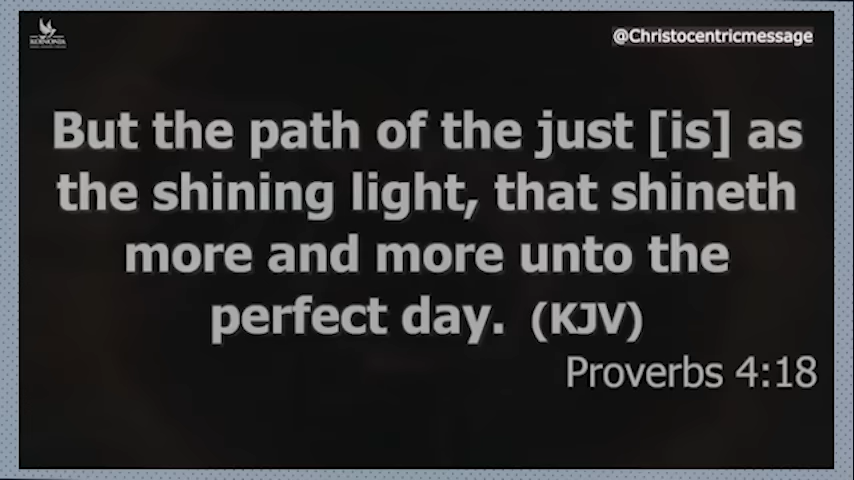 KOINONIA
@Christocentricmessage
But the path of the just [is] as
the shining light, that shineth
more and more unto the
perfect day. (KJV)
Proverbs 4:18